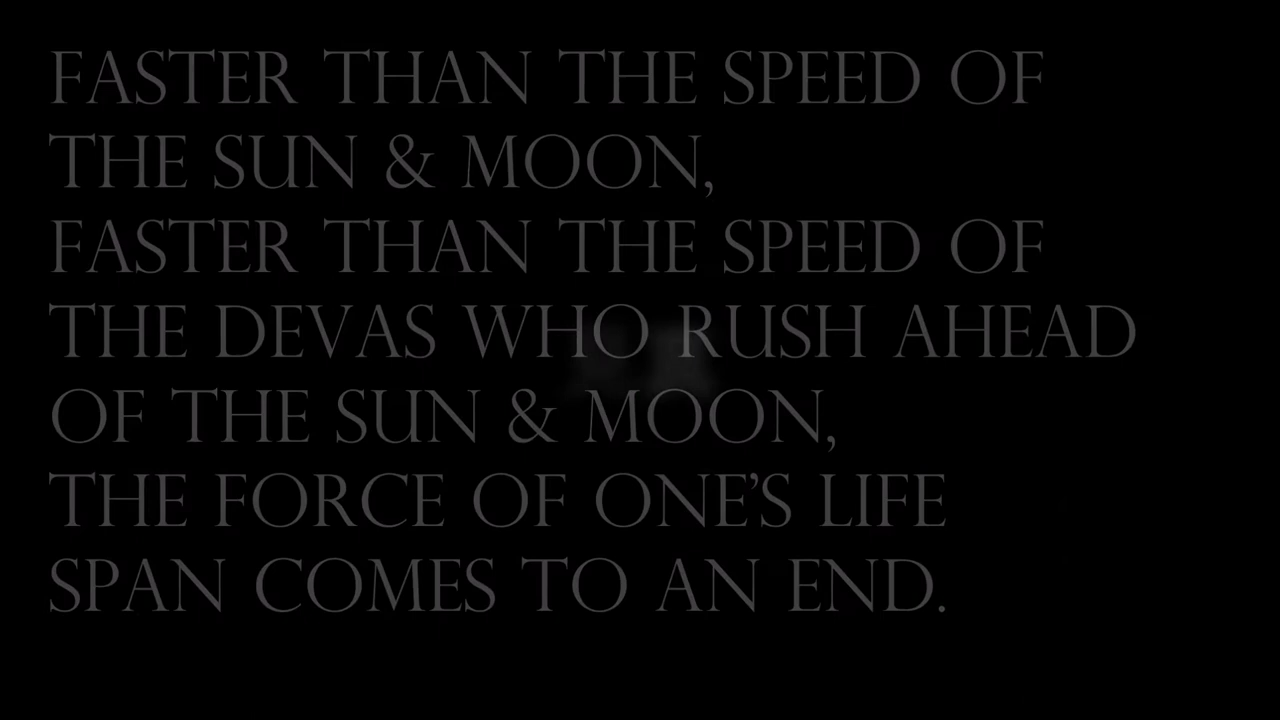 FASTER THAN THE SPEED OF
THE SUN & MOON,
FASTER THAN THE SPEED OF
THE DEVAS WHO RUSH AHEAD
OF THE SUN & MOON,
THE FORCE OF ONE'S LIFE
SPAN COMES TO AN END.